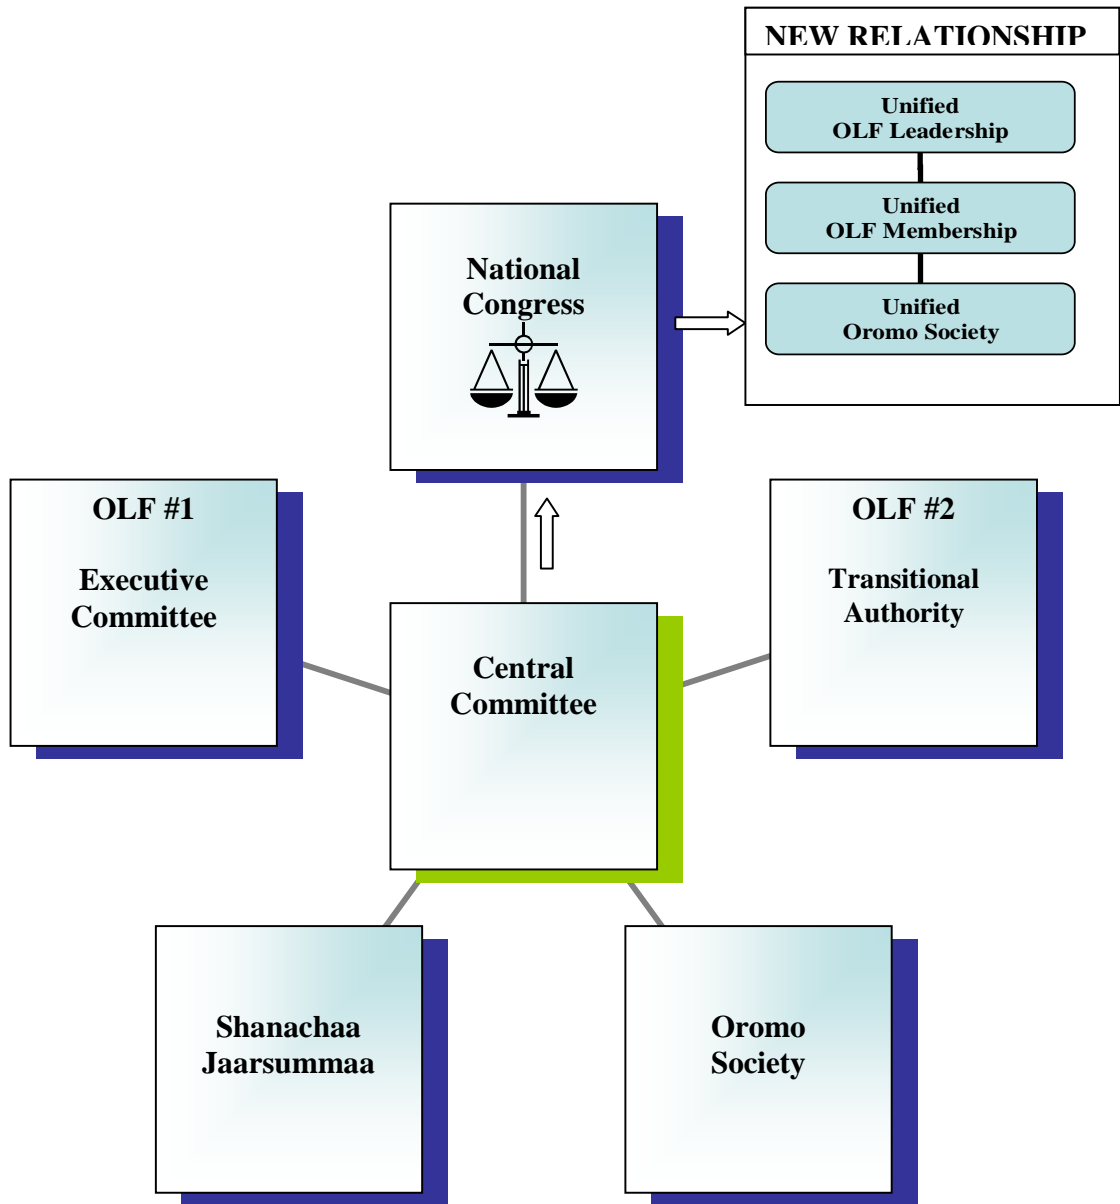 NEW RELATIONSHIP
Unified
OLF Leadership
Unified
OLF Membership
Unified
Oromo Society
National
Congress
OLF #1
Executive
Committee
OLF #2
Transitional
Authority
Central
Committee
Shanachaa
Jaarsummaa
Oromo
Society